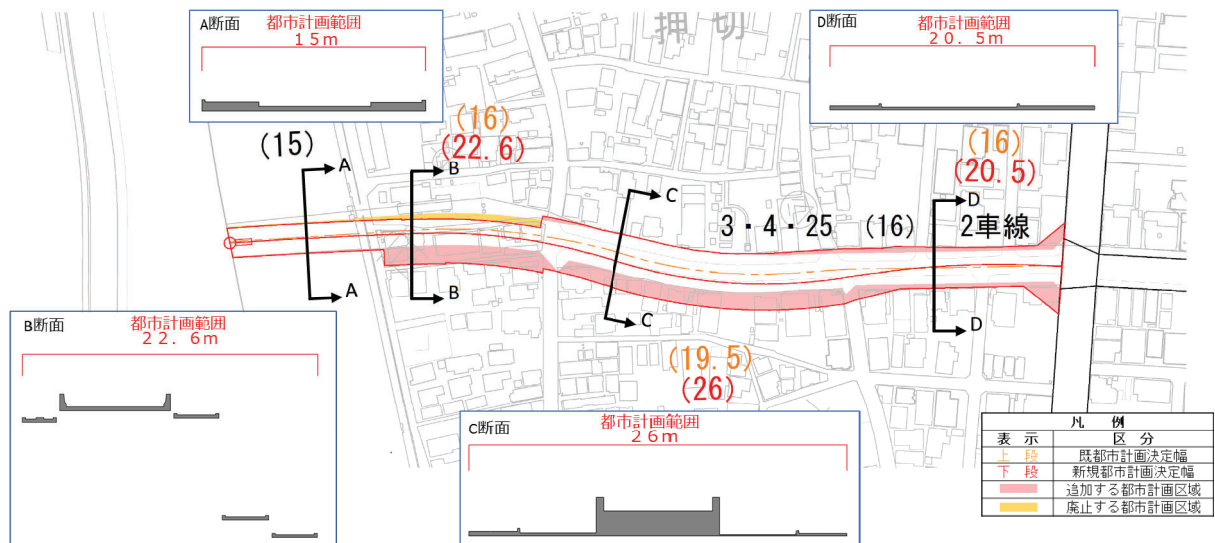 押 切
A断面
都市計画範囲
15m
D断面
都市計画範囲
20.5m
(15)
A
(16)
(22.6)
B
C
(16)
(20.5)
D
3・4・25 (16) 2車線
A
B
C
D
B断面
都市計画範囲
22.6m
(19.5)
(26)
C断面
都市計画範囲
26m
凡 例
表 示 区 分
上 段 既都市計画決定幅
下 段 新規都市計画決定幅
追加する都市計画区域
廃止する都市計画区域